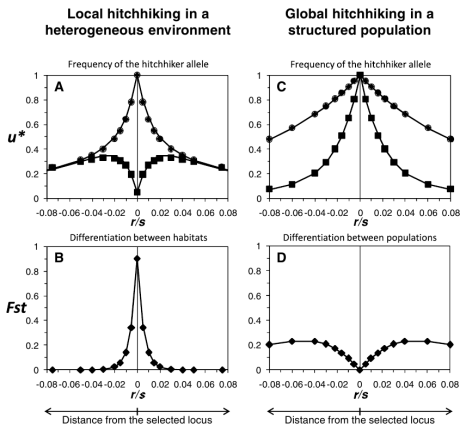 Local hitchhiking in a
heterogeneous environment
Global hitchhiking in a
structured population
Frequency of the hitchhiker allele
Frequency of the hitchhiker allele
A
C
u*
1
0.8
0.6
0.4
0.2
0
-0.08 -0.06 -0.04 -0.02 0 0.02 0.04 0.06 0.08
r/s
1
0.8
0.6
0.4
0.2
0
-0.08 -0.06 -0.04 -0.02 0 0.02 0.04 0.06 0.08
r/s
Differentiation between habitats
Differentiation between populations
B
D
Fst
1
0.8
0.6
0.4
0.2
0
-0.08 -0.06 -0.04 -0.02 0 0.02 0.04 0.06 0.08
r/s
1
0.8
0.6
0.4
0.2
0
-0.08 -0.06 -0.04 -0.02 0 0.02 0.04 0.06 0.08
r/s
Distance from the selected locus
Distance from the selected locus